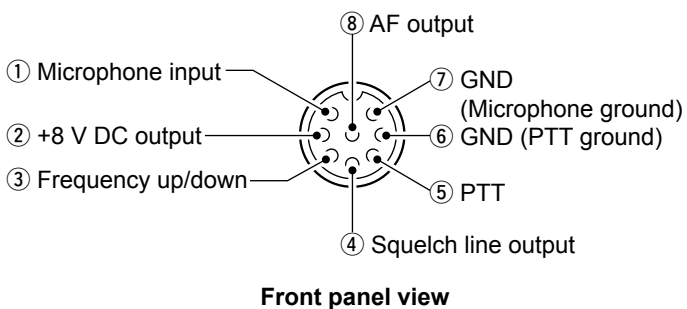 ⑧ AF output
① Microphone input
⑦ GND
(Microphone ground)
② +8 V DC output
⑥ GND (PTT ground)
③ Frequency up/down
⑤ PTT
④ Squelch line output
Front panel view